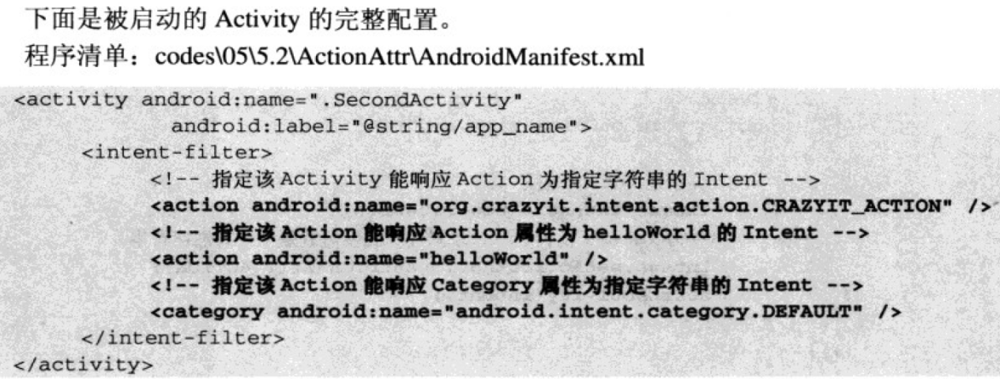 下面是被启动的 Activity 的完整配置。
程序清单：codes\05\5.2\ActionAttr\AndroidManifest.xml
<activity android:name=".SecondActivity"
android:label="@string/app_name">
<intent-filter>
<!-- 指定该 Activity 能响应 Action 为指定字符串的 Intent -->
<action android:name="org.crazyit.intent.action.CRAZYIT_ACTION" />
<!-- 指定该 Action 能响应 Action 属性为 helloWorld 的 Intent -->
<action android:name="helloWorld" />
<!-- 指定该 Action 能响应 Category 属性为指定字符串的 Intent -->
<category android:name="android.intent.category.DEFAULT" />
</intent-filter>
</activity>